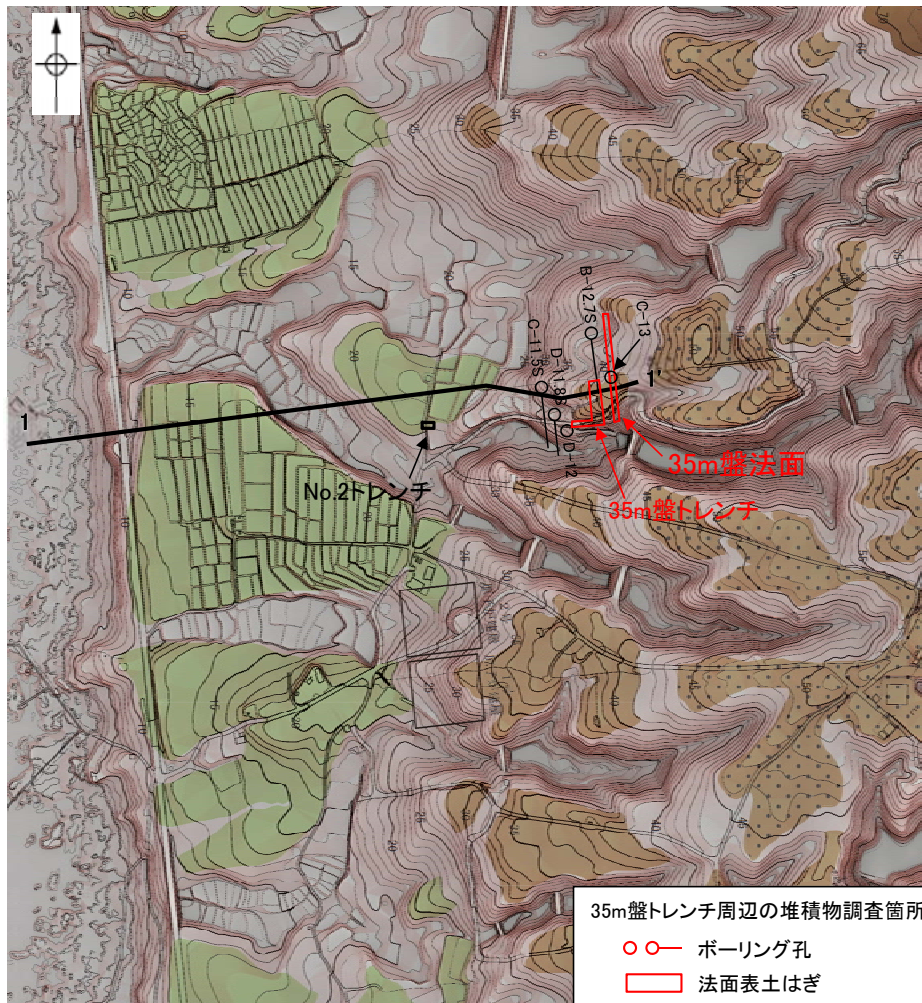 B-12.7S
C-13
C-11.5S
D-11.8S
D-12
1
1'
No.2トレンチ
35m盤法面
35m盤トレンチ
35m盤トレンチ周辺の堆積物調査箇所
ボーリング孔
法面表土はぎ